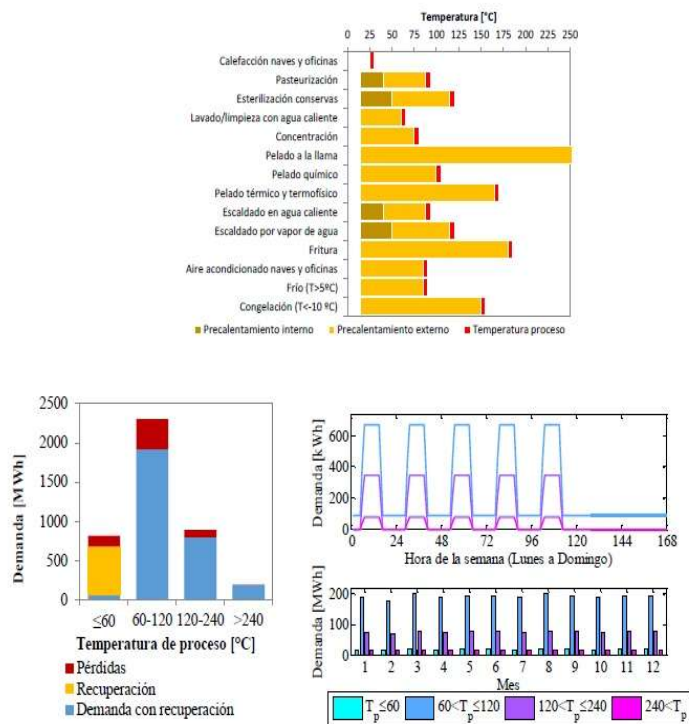 Temperatura [°C]
0 25 50 75 100 125 150 175 200 225 250
Calefacción naves y oficinas
Pasteurización
Esterilización conservas
Lavado/limpieza con agua caliente
Concentración
Pelado a la llama
Pelado químico
Pelado térmico y termofísico
Escaldado en agua caliente
Escaldado por vapor de agua
Fritura
Aire acondicionado naves y oficinas
Frío (T>5ºC)
Congelación (T<-10 ºC)
Precalentamiento interno Precalentamiento externo Temperatura proceso
Demanda [MWh]
2500
2000
1500
1000
500
0
≤60 60-120 120-240 >240
Temperatura de proceso [°C]
Pérdidas
Recuperación
Demanda con recuperación
Demanda [kWh]
600
400
200
0
0 24 48 72 96 120 144 168
Hora de la semana (Lunes a Domingo)
Demanda [MWh]
200
100
0
1 2 3 4 5 6 7 8 9 10 11 12
Mes
T_p≤60 60<T_p≤120 120<T_p≤240 240<T_p